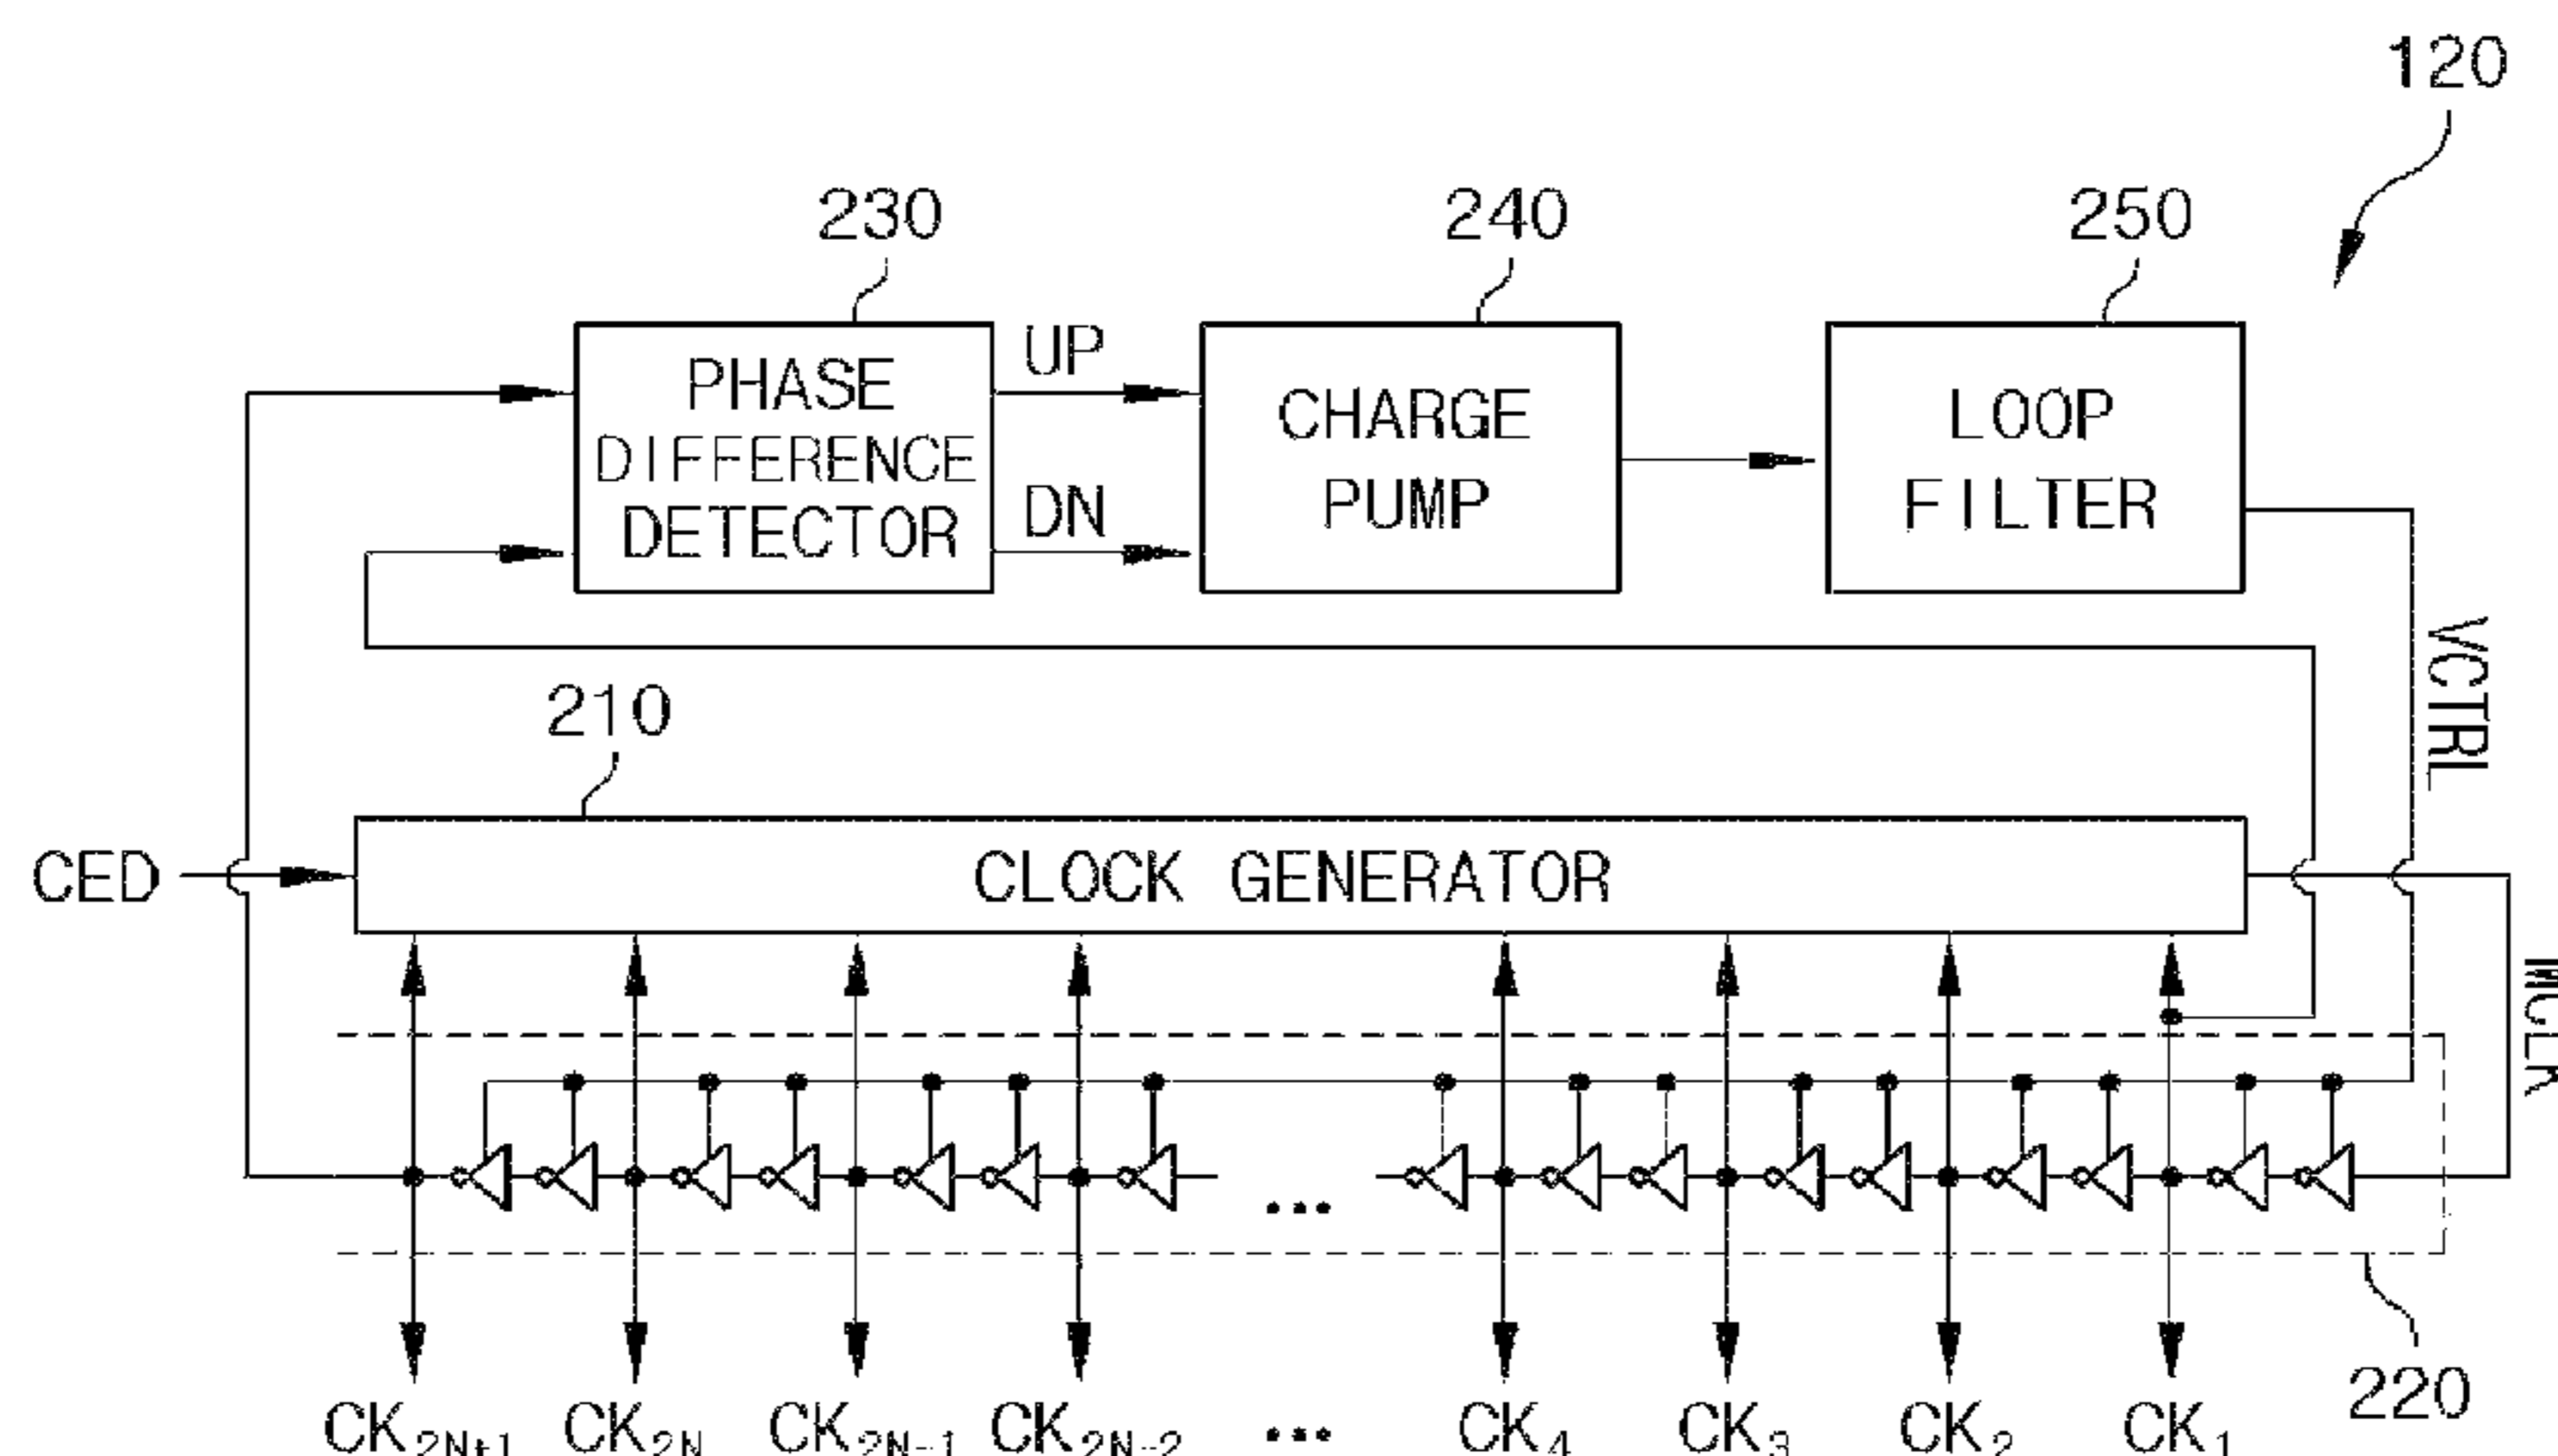 120
230
240
250
PHASE
DIFFERENCE
DETECTOR
UP
DN
CHARGE
PUMP
LOOP
FILTER
VCTRL
210
CED
CLOCK GENERATOR
MCLK
...
220
CK2N+1 CK2N CK2N-1 CK2N-2 ... CK4 CK3 CK2 CK1